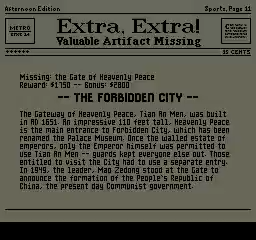 Afternoon Edition
Sports, Page 11
METRO
Extra, Extra!
Valuable Artifact Missing
35 CENTS
Missing: the Gate of Heavenly Peace
Reward: $1750 -- Bonus: $2800
-- THE FORBIDDEN CITY --
The Gateway of Heavenly Peace, Tian An Men, was built
in AD 1651. An impressive 110 feet tall, Heavenly Peace
is the main entrance to Forbidden City, which has been
renamed the Palace Museum. Once the walled estate of
emperors, only the Emperor himself was permitted to
use Tian An Men -- guards kept everyone else out. Those
entitled to visit the City had to use a separate entry.
In 1949, the leader, Mao Zedong stood at the Gate to
announce the formation of the People's Republic of
China, the present day Communist government.